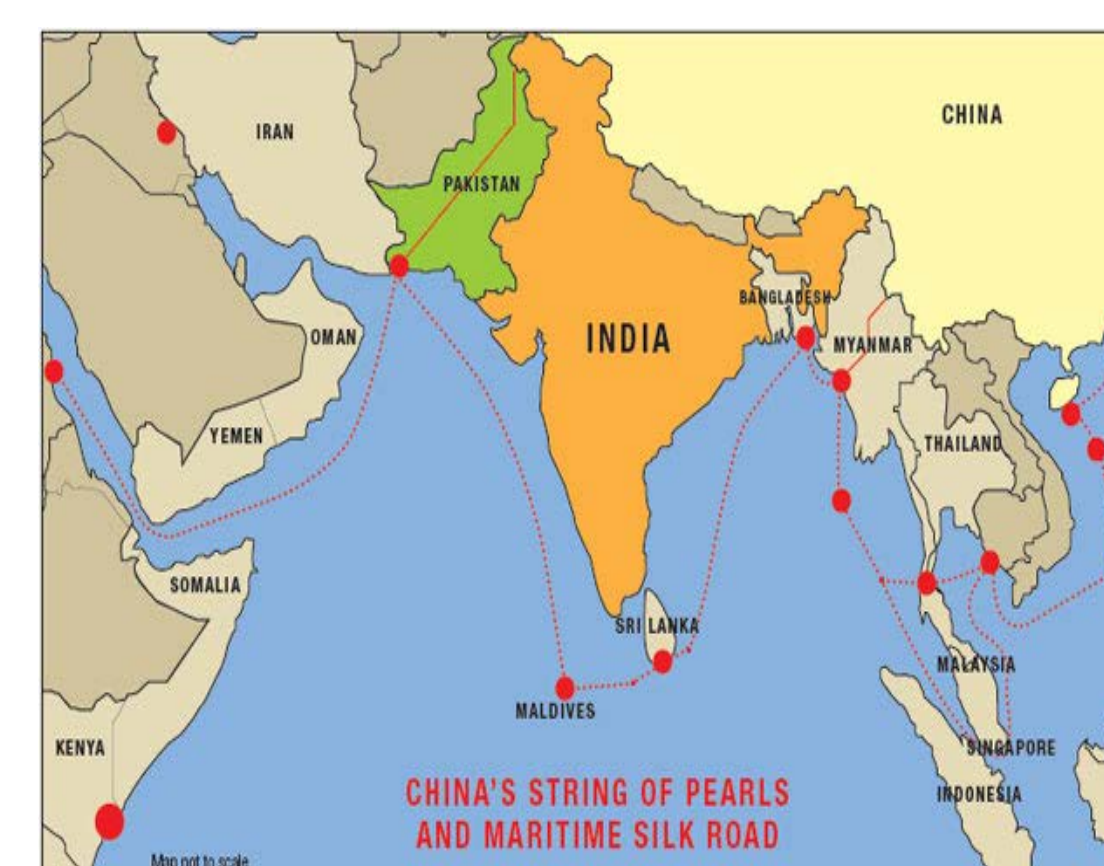 CHINA
IRAN
PAKISTAN
BANGLADESH
OMAN
INDIA
MYANMAR
YEMEN
THAILAND
SOMALIA
SRI LANKA
MALAYSIA
MALDIVES
KENYA
SINGAPORE
INDONESIA
CHINA'S STRING OF PEARLS
AND MARITIME SILK ROAD
Map not to scale